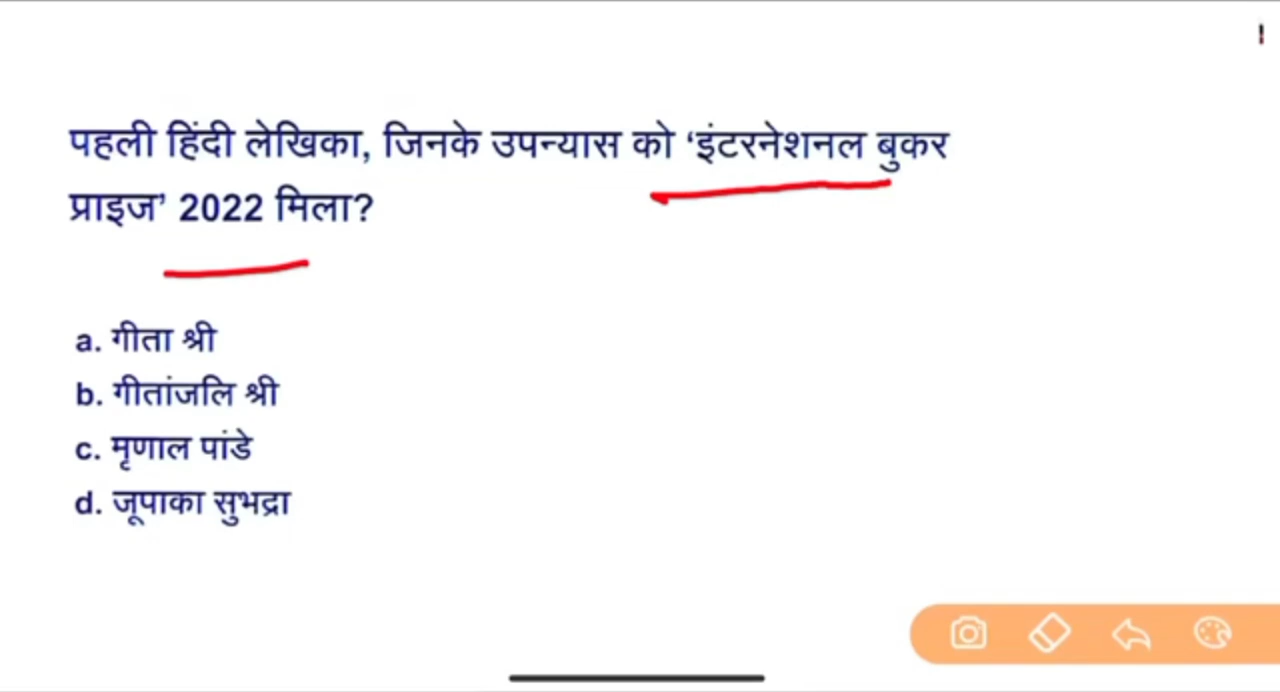 !
पहली हिंदी लेखिका, जिनके उपन्यास को ‘इंटरनेशनल बुकर
प्राइज’ 2022 मिला?
a. गीता श्री
b. गीतांजलि श्री
c. मृणाल पांडे
d. जूपाका सुभद्रा